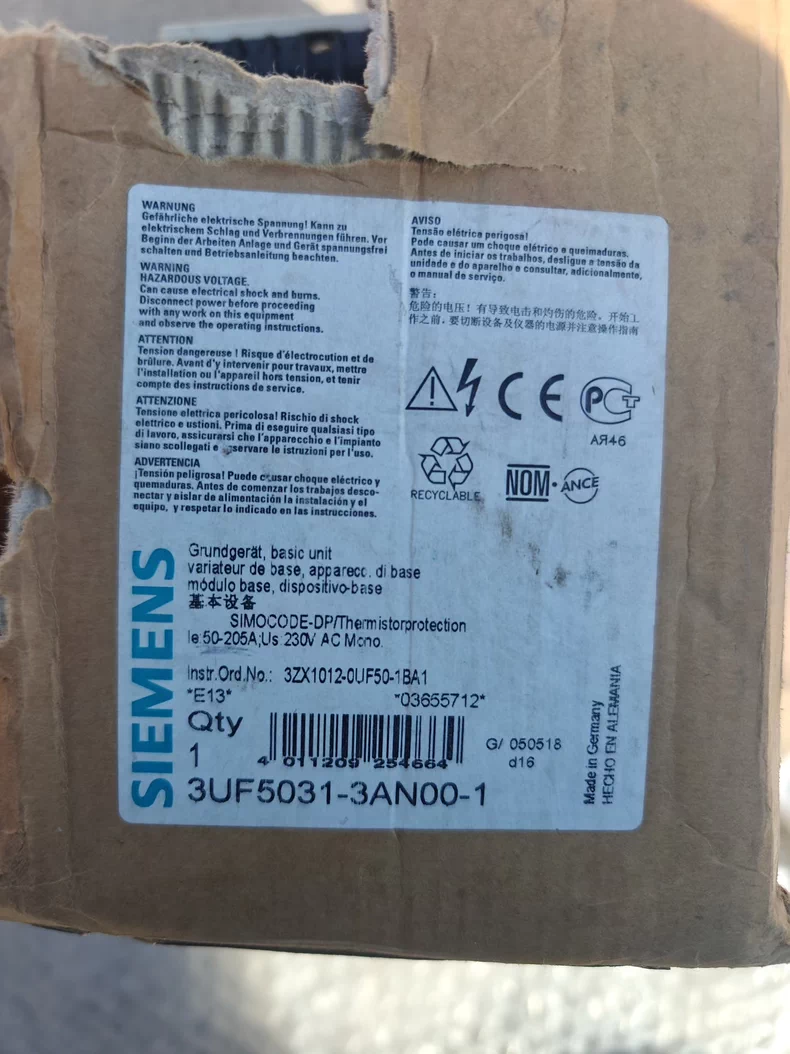 WARNUNG
Gefährliche elektrische Spannung! Kann zu
elektrischem Schlag und Verbrennungen führen. Vor
Beginn der Arbeiten Anlage und Gerät spannungsfrei
schalten und Betriebsanleitung beachten.
WARNING
HAZARDOUS VOLTAGE.
Can cause electrical shock and burns.
Disconnect power before proceeding
with any work on this equipment
and observe the operating instructions.
ATTENTION
Tension dangereuse ! Risque d'électrocution et de
brûlure. Avant d'y intervenir pour travaux, mettre
l'installation ou l'appareil hors tension, et tenir
compte des instructions de service.
ATTENZIONE
Tensione elettrica pericolosa! Rischio di shock
elettrico e ustioni. Prima di eseguire qualsiasi tipo
di lavoro, assicurarsi che l'apparecchio e l'impianto
siano scollegati e osservare le istruzioni per l'uso.
ADVERTENCIA
¡Tensión peligrosa! Puede causar choque eléctrico y
quemaduras. Antes de comenzar los trabajos desco-
nectar y aislar de alimentación la instalación y el
equipo, y respetar lo indicado en las instrucciones.
AVISO
Tensão elétrica perigosa!
Pode causar um choque elétrico e queimaduras.
Antes de iniciar os trabalhos, desligue a tensão da
unidade e do aparelho e consultar, adicionalmente,
o manual de serviço.
警告:
危险的电压! 有导致电击和灼伤的危险。开始工
作之前, 要切断设备及仪器的电源并注意操作指南
CE
РСТ
АЯ46
RECYCLABLE
NOM·ANCE
SIEMENS
Grundgerät, basic unit
variateur de base, apparecc. di base
módulo base, dispositivo-base
基本设备
SIMOCODE-DP/Thermistorprotection
Ie:50-205A;Us:230V AC Mono.
Instr.Ord.No.: 3ZX1012-0UF50-1BA1
*E13* *03655712*
Qty
1
4 011209 254664
G/ 050518
d16
3UF5031-3AN00-1
Made in Germany
HECHO EN ALEMANIA